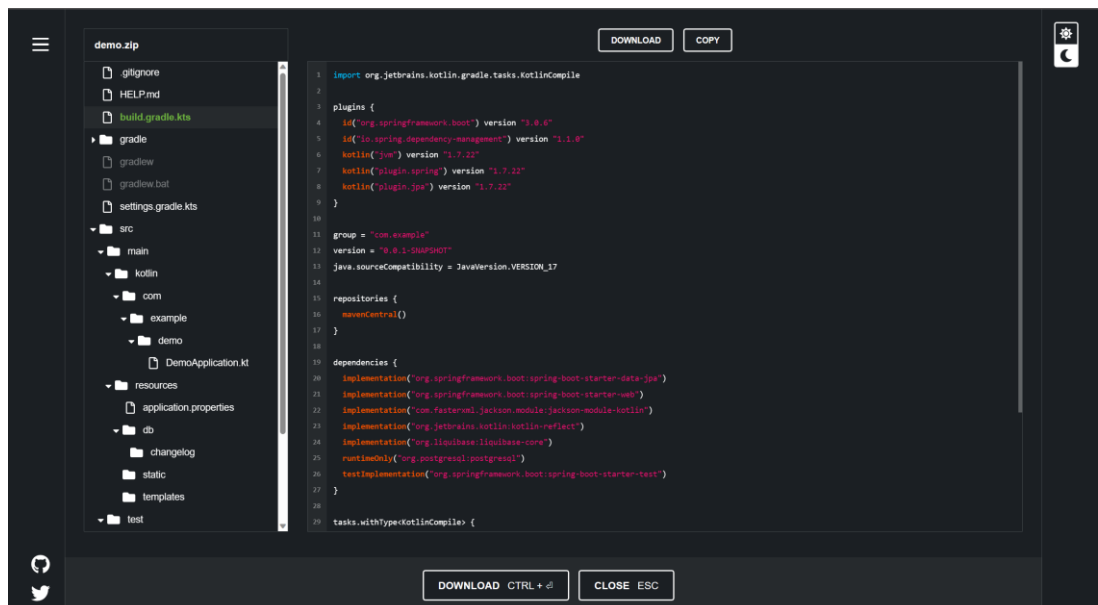 demo.zip
DOWNLOAD
COPY
.gitignore
HELP.md
build.gradle.kts
gradle
gradlew
gradlew.bat
settings.gradle.kts
src
main
kotlin
com
example
demo
DemoApplication.kt
resources
application.properties
db
changelog
static
templates
test
1 import org.jetbrains.kotlin.gradle.tasks.KotlinCompile
2
3 plugins {
4 id("org.springframework.boot") version "3.0.6"
5 id("io.spring.dependency-management") version "1.1.0"
6 kotlin("jvm") version "1.7.22"
7 kotlin("plugin.spring") version "1.7.22"
8 kotlin("plugin.jpa") version "1.7.22"
9 }
10
11 group = "com.example"
12 version = "0.0.1-SNAPSHOT"
13 java.sourceCompatibility = JavaVersion.VERSION_17
14
15 repositories {
16 mavenCentral()
17 }
18
19 dependencies {
20 implementation("org.springframework.boot:spring-boot-starter-data-jpa")
21 implementation("org.springframework.boot:spring-boot-starter-web")
22 implementation("com.fasterxml.jackson.module:jackson-module-kotlin")
23 implementation("org.jetbrains.kotlin:kotlin-reflect")
24 implementation("org.liquibase:liquibase-core")
25 runtimeOnly("org.postgresql:postgresql")
26 testImplementation("org.springframework.boot:spring-boot-starter-test")
27 }
28
29 tasks.withType<KotlinCompile> {
DOWNLOAD CTRL + ⏎
CLOSE ESC